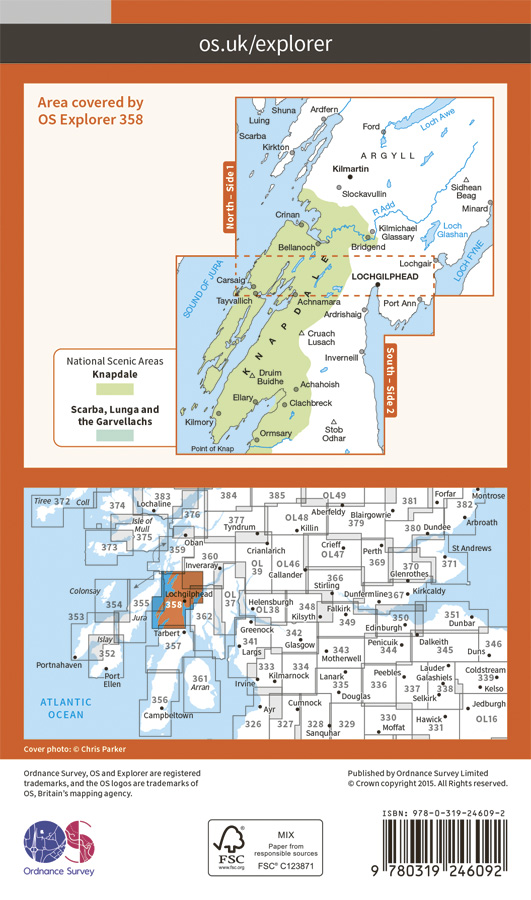 os.uk/explorer
Area covered by
OS Explorer 358
Shuna
Ardfern
Luing
Scarba
Kirkton
Ford
Loch Awe
ARGYLL
Kilmartin
Slockavullin
Sidhean
Beag
Minard
North – Side 1
Crinan
R Add
Kilmichael
Glassary
Loch
Glashan
Bellanoch
Bridgend
LOCH FYNE
Lochgair
SOUND OF JURA
Carsaig
LOCHGILPHEAD
Tayvallich
Achnamara
Port Ann
Ardrishaig
KNAPDALE
Cruach
Lusach
Inverneill
South – Side 2
National Scenic Areas
Knapdale
Scarba, Lunga and
the Garvellachs
Druim
Buidhe
Achahoish
Ellary
Clachbreck
Kilmory
Stob
Odhar
Ormsary
Point of Knap
Tiree 372 Coll
374
383
Lochaline
384
385
OL49
Aberfeldy
381
Forfar
Montrose
382
376
Isle of
Mull
375
377
Tyndrum
OL48
Killin
Blairgowrie
379
380
Dundee
Arbroath
373
Oban
359
360
Inveraray
Crianlarich
OL
39
OL46
Callander
Crieff
OL47
Perth
369
370
Glenrothes
St Andrews
371
Colonsay
354
355
Jura
Lochgilphead
358
OL
37
362
Helensburgh
OL38
366
Stirling
348
Kilsyth
Dunfermline
367
Kirkcaldy
Falkirk
349
350
Edinburgh
351
Dunbar
353
Islay
352
Tarbert
357
Greenock
341
Largs
342
Glasgow
343
Motherwell
Penicuik
344
Dalkeith
345
Duns
346
Portnahaven
Port
Ellen
361
Arran
333
Kilmarnock
334
Lanark
335
Peebles
336
Lauder
Galashiels
337
338
Selkirk
Coldstream
339
Kelso
Irvine
ATLANTIC
OCEAN
356
Campbeltown
Ayr
326
Cumnock
327
328
Sanquhar
329
Douglas
330
Moffat
Hawick
331
Jedburgh
OL16
Cover photo: © Chris Parker
Ordnance Survey, OS and Explorer are registered
trademarks, and the OS logos are trademarks of
OS, Britain's mapping agency.
Published by Ordnance Survey Limited
© Crown copyright 2015. All rights reserved.
OS
Ordnance Survey
FSC
www.fsc.org
MIX
Paper from
responsible sources
FSC® C123871
ISBN: 978-0-319-24609-2
9 780319 246092